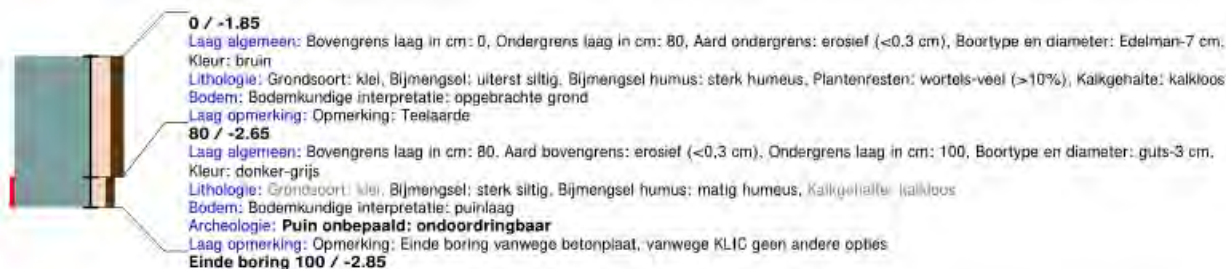 0 / -1.85
Laag algemeen: Bovengrens laag in cm: 0, Ondergrens laag in cm: 80, Aard ondergrens: erosief (<0.3 cm), Boortype en diameter: Edelman-7 cm,
Kleur: bruin
Lithologie: Grondsoort: klei, Bijmengsel: uiterst siltig, Bijmengsel humus: sterk humeus, Plantenresten: wortels-veel (>10%), Kalkgehalte: kalkloos
Bodem: Bodemkundige interpretatie: opgebrachte grond
Laag opmerking: Opmerking: Teelaarde
80 / -2.65
Laag algemeen: Bovengrens laag in cm: 80, Aard bovengrens: erosief (<0,3 cm), Ondergrens laag in cm: 100, Boortype en diameter: guts-3 cm,
Kleur: donker-grijs
Lithologie: Grondsoort: klei, Bijmengsel: sterk siltig, Bijmengsel humus: matig humeus, Kalkgehalte: kalkloos
Bodem: Bodemkundige interpretatie: puinlaag
Archeologie: Puin onbepaald: ondoordringbaar
Laag opmerking: Opmerking: Einde boring vanwege betonplaat, vanwege KLIC geen andere opties
Einde boring 100 / -2.85